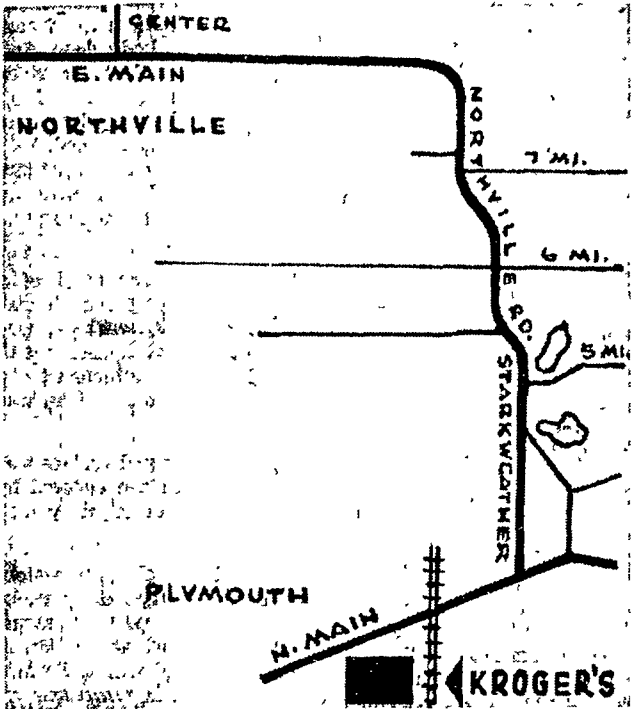 CENTER
E. MAIN
NORTHVILLE
NORTHVILLE RD.
7 MI.
6 MI.
5 MI.
STARKWEATHER
PLYMOUTH
N. MAIN
KROGER'S